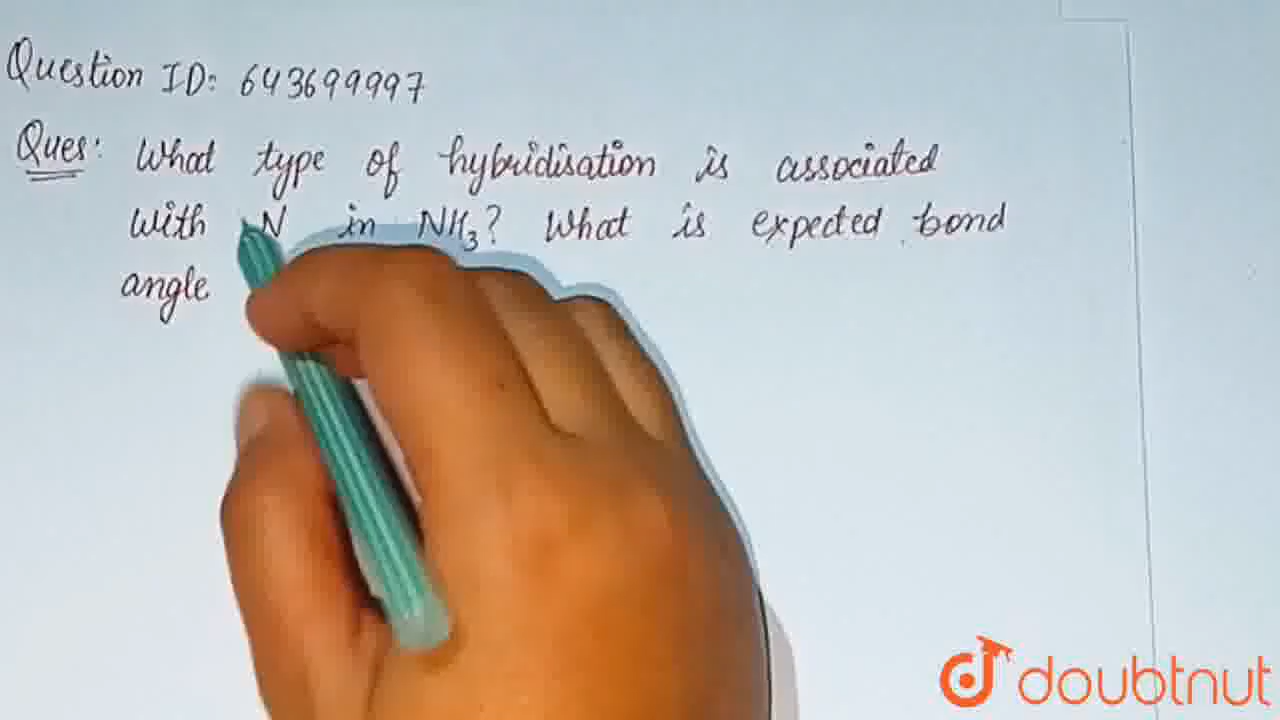 Question ID: 643699997
Ques: What type of hybridisation is associated
with N in NH₃? What is expected bond
angle
doubtnut